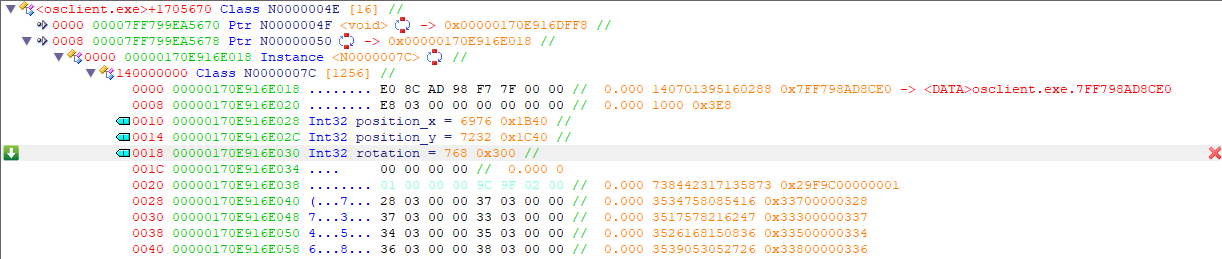 <osclient.exe>+1705670 Class N0000004E [16] //
0000 00007FF799EA5670 Ptr N0000004F <void> -> 0x00000170E916DFF8 //
0008 00007FF799EA5678 Ptr N00000050 -> 0x00000170E916E018 //
0000 00000170E916E018 Instance <N0000007C> //
140000000 Class N0000007C [1256] //
0000 00000170E916E018 ........ E0 8C AD 98 F7 7F 00 00 // 0.000 140701395160288 0x7FF798AD8CE0 -> <DATA>osclient.exe.7FF798AD8CE0
0008 00000170E916E020 ........ E8 03 00 00 00 00 00 00 // 0.000 1000 0x3E8
0010 00000170E916E028 Int32 position_x = 6976 0x1B40 //
0014 00000170E916E02C Int32 position_y = 7232 0x1C40 //
0018 00000170E916E030 Int32 rotation = 768 0x300 //
001C 00000170E916E034 .... 00 00 00 00 // 0.000 0
0020 00000170E916E038 ........ 01 00 00 00 9C 9F 02 00 // 0.000 738442317135873 0x29F9C00000001
0028 00000170E916E040 (...7... 28 03 00 00 37 03 00 00 // 0.000 3534758085416 0x33700000328
0030 00000170E916E048 7...3... 37 03 00 00 33 03 00 00 // 0.000 3517578216247 0x33300000337
0038 00000170E916E050 4...5... 34 03 00 00 35 03 00 00 // 0.000 3526168150836 0x33500000334
0040 00000170E916E058 6...8... 36 03 00 00 38 03 00 00 // 0.000 3539053052726 0x33800000336